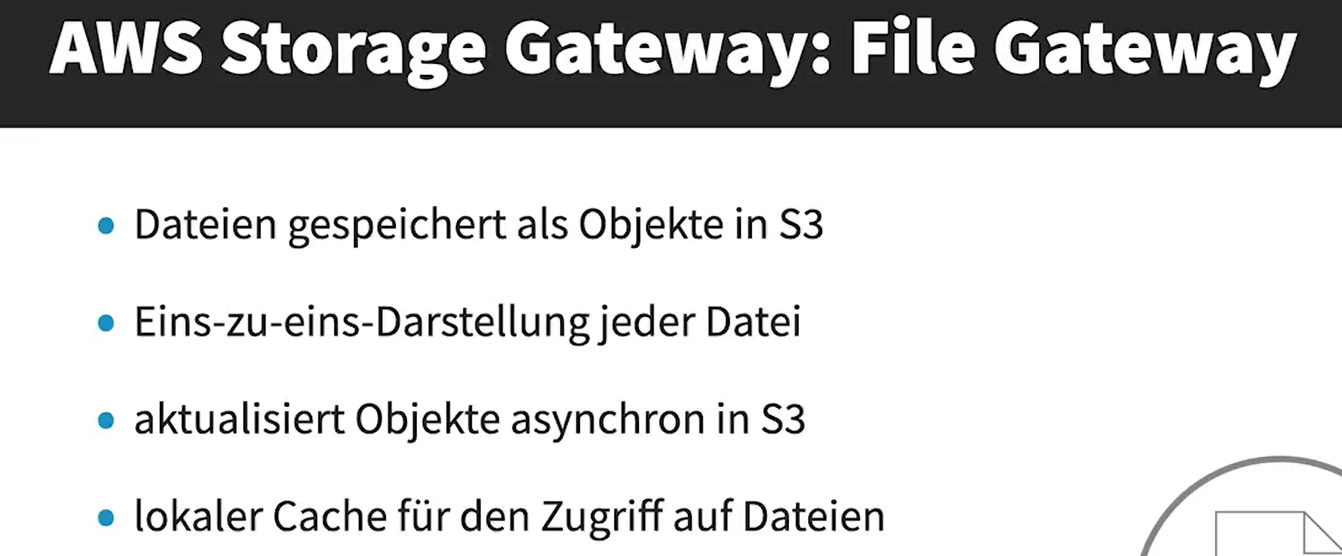 AWS Storage Gateway: File Gateway
Dateien gespeichert als Objekte in S3
Eins-zu-eins-Darstellung jeder Datei
aktualisiert Objekte asynchron in S3
lokaler Cache für den Zugriff auf Dateien